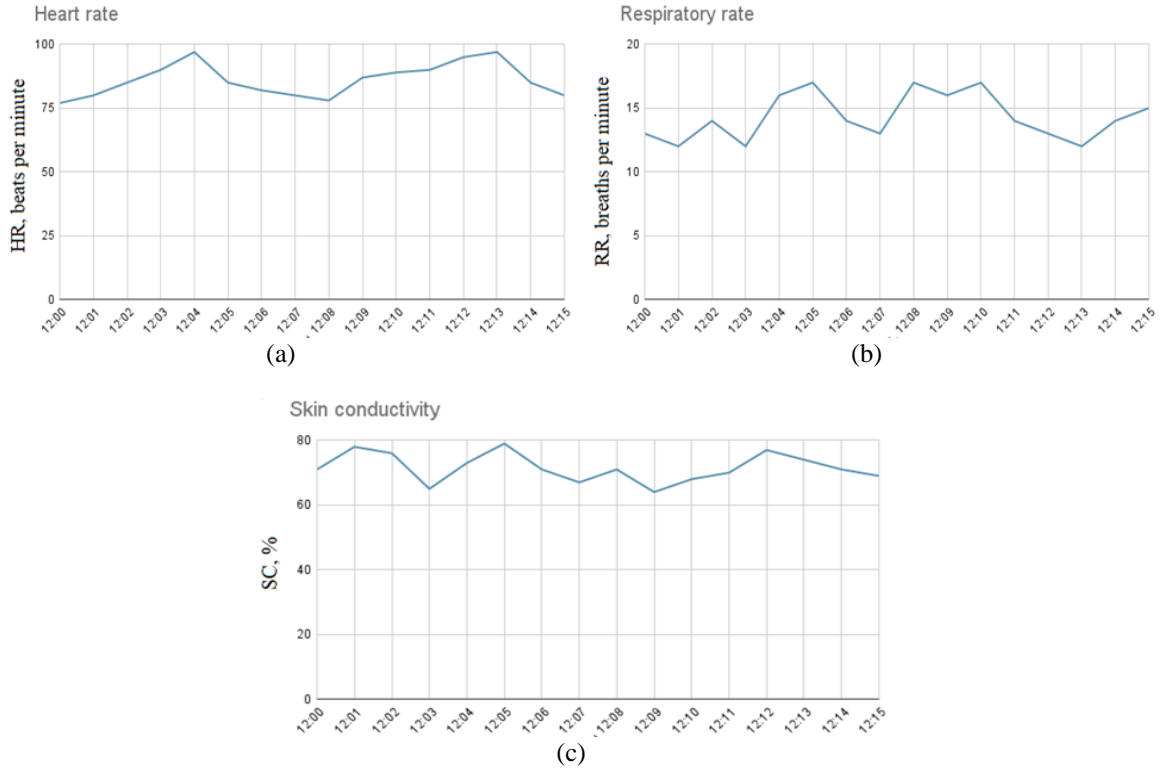 Heart rate
HR, beats per minute
100
75
50
25
0
12:00 12:01 12:02 12:03 12:04 12:05 12:06 12:07 12:08 12:09 12:10 12:11 12:12 12:13 12:14 12:15
(a)
Respiratory rate
RR, breaths per minute
20
15
10
5
0
12:00 12:01 12:02 12:03 12:04 12:05 12:06 12:07 12:08 12:09 12:10 12:11 12:12 12:13 12:14 12:15
(b)
Skin conductivity
SC, %
80
60
40
20
0
12:00 12:01 12:02 12:03 12:04 12:05 12:06 12:07 12:08 12:09 12:10 12:11 12:12 12:13 12:14 12:15
(c)